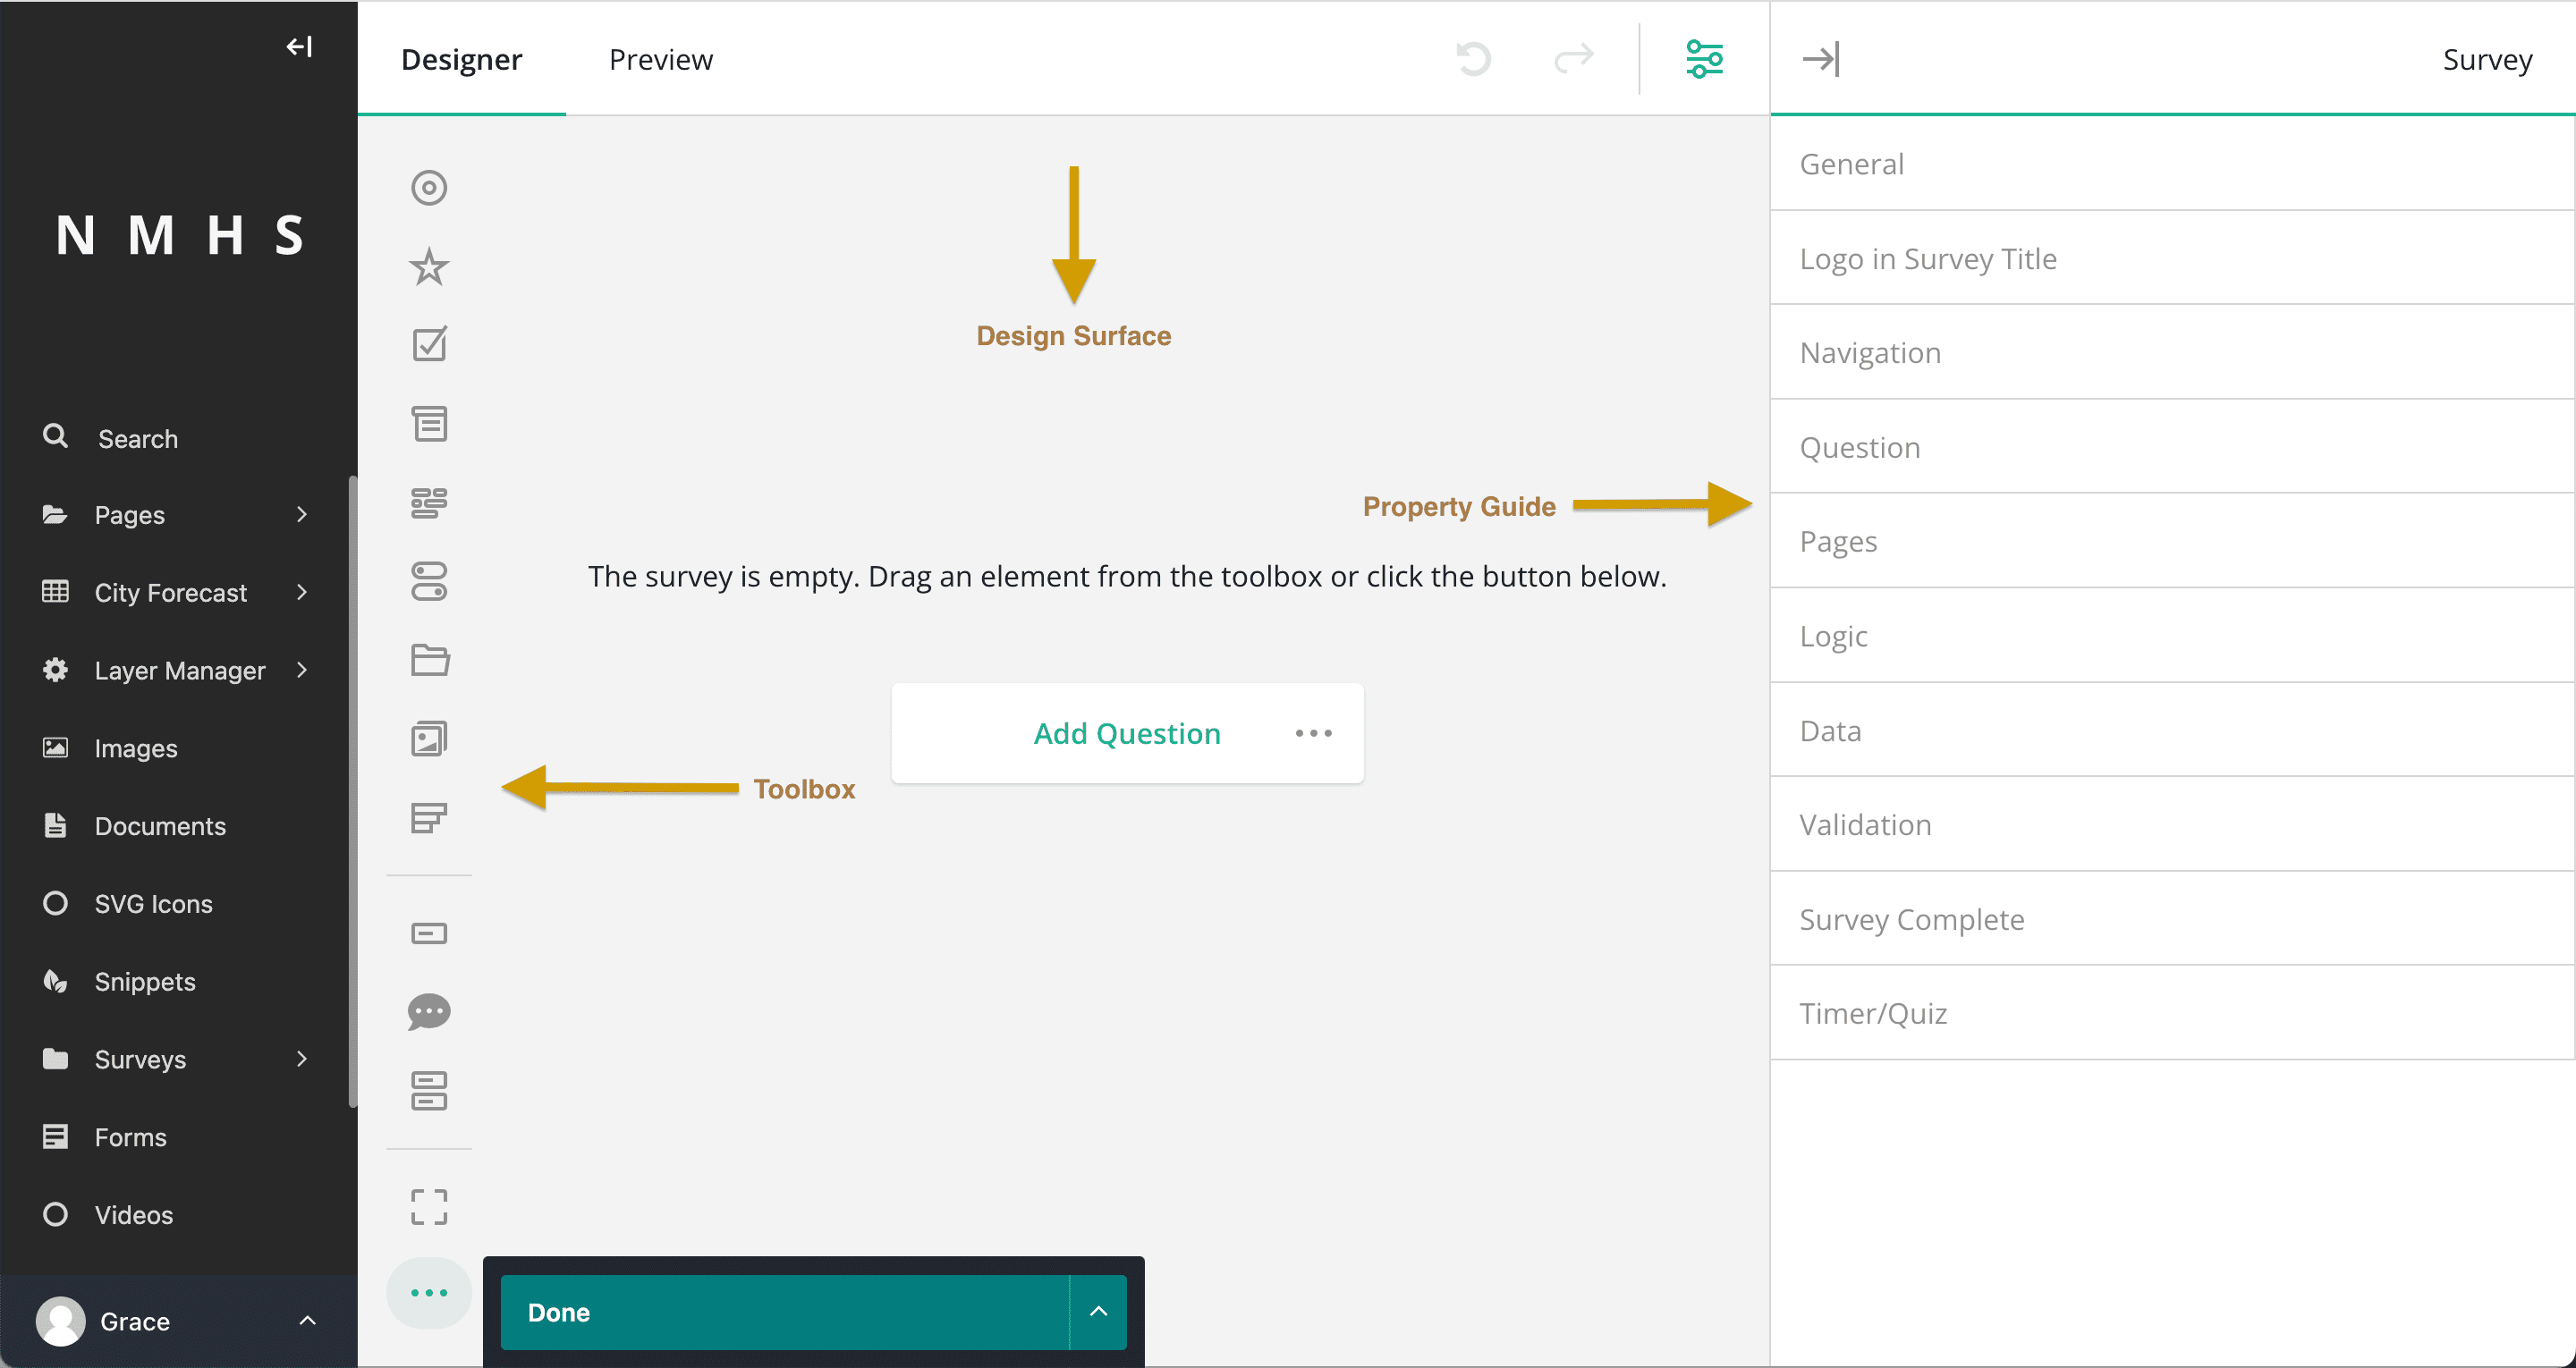 N M H S
Search
Pages
City Forecast
Layer Manager
Images
Documents
SVG Icons
Snippets
Surveys
Forms
Videos
Grace
Designer
Preview
Design Surface
Property Guide
The survey is empty. Drag an element from the toolbox or click the button below.
Add Question
Toolbox
Done
Survey
General
Logo in Survey Title
Navigation
Question
Pages
Logic
Data
Validation
Survey Complete
Timer/Quiz